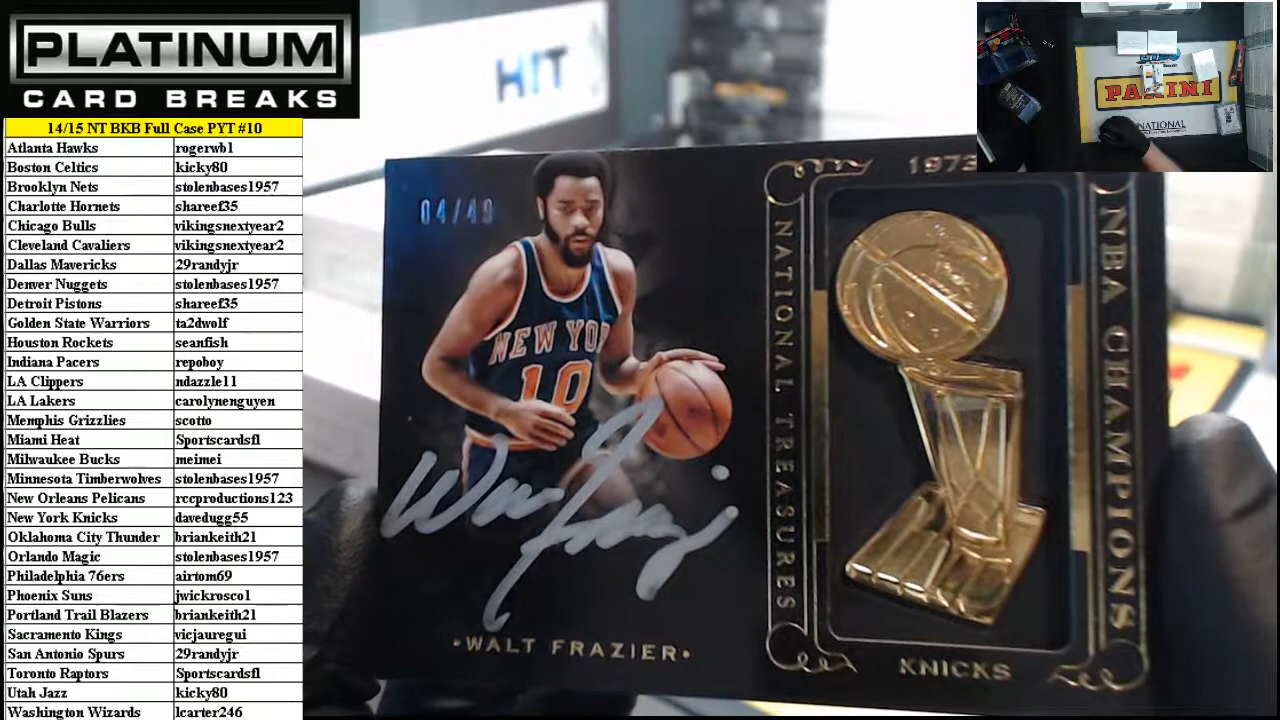 PLATINUM
CARD BREAKS
14/15 NT BKB Full Case PYT #10
Atlanta Hawks rogerwb1
Boston Celtics kicky80
Brooklyn Nets stolenbases1957
Charlotte Hornets shareef35
Chicago Bulls vikingsnextyear2
Cleveland Cavaliers vikingsnextyear2
Dallas Mavericks 29randyjr
Denver Nuggets stolenbases1957
Detroit Pistons shareef35
Golden State Warriors ta2dwolf
Houston Rockets seanfish
Indiana Pacers repoboy
LA Clippers ndazzle11
LA Lakers carolynenguyen
Memphis Grizzlies scotto
Miami Heat Sportscardsfl
Milwaukee Bucks meimei
Minnesota Timberwolves stolenbases1957
New Orleans Pelicans rccproductions123
New York Knicks davedugg55
Oklahoma City Thunder briankeith21
Orlando Magic stolenbases1957
Philadelphia 76ers airtom69
Phoenix Suns jwickrosco1
Portland Trail Blazers briankeith21
Sacramento Kings vicjauregui
San Antonio Spurs 29randyjr
Toronto Raptors Sportscardsfl
Utah Jazz kicky80
Washington Wizards lcarter246
HIT
04/49
NEW YO
10
Walt Frazier
•WALT FRAZIER•
1973
NATIONAL TREASURES
NBA CHAMPIONS
KNICKS
PANINI
NATIONAL